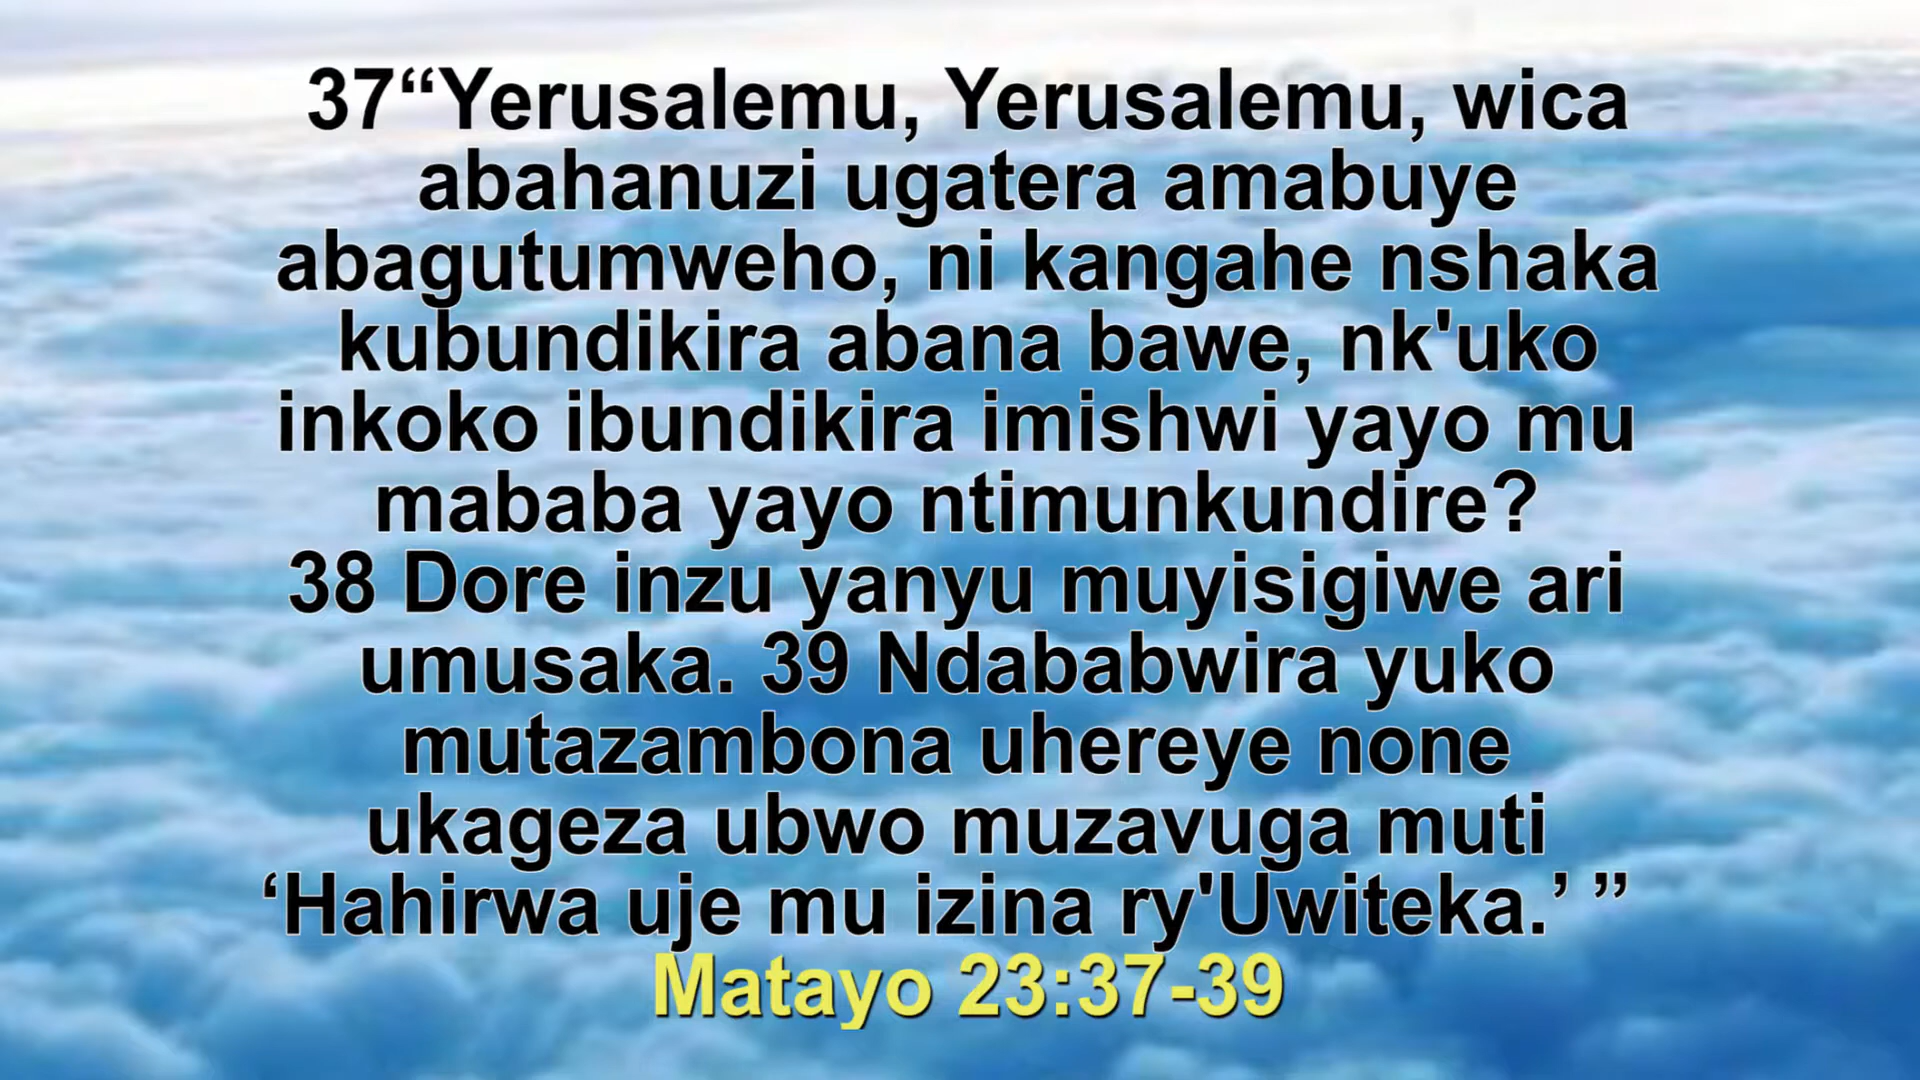 37“Yerusalemu, Yerusalemu, wica
abahanuzi ugatera amabuye
abagutumweho, ni kangahe nshaka
kubundikira abana bawe, nk'uko
inkoko ibundikira imishwi yayo mu
mababa yayo ntimunkundire?
38 Dore inzu yanyu muyisigiwe ari
umusaka. 39 Ndababwira yuko
mutazambona uhereye none
ukageza ubwo muzavuga muti
‘Hahirwa uje mu izina ry'Uwiteka.’ ”
Matayo 23:37-39